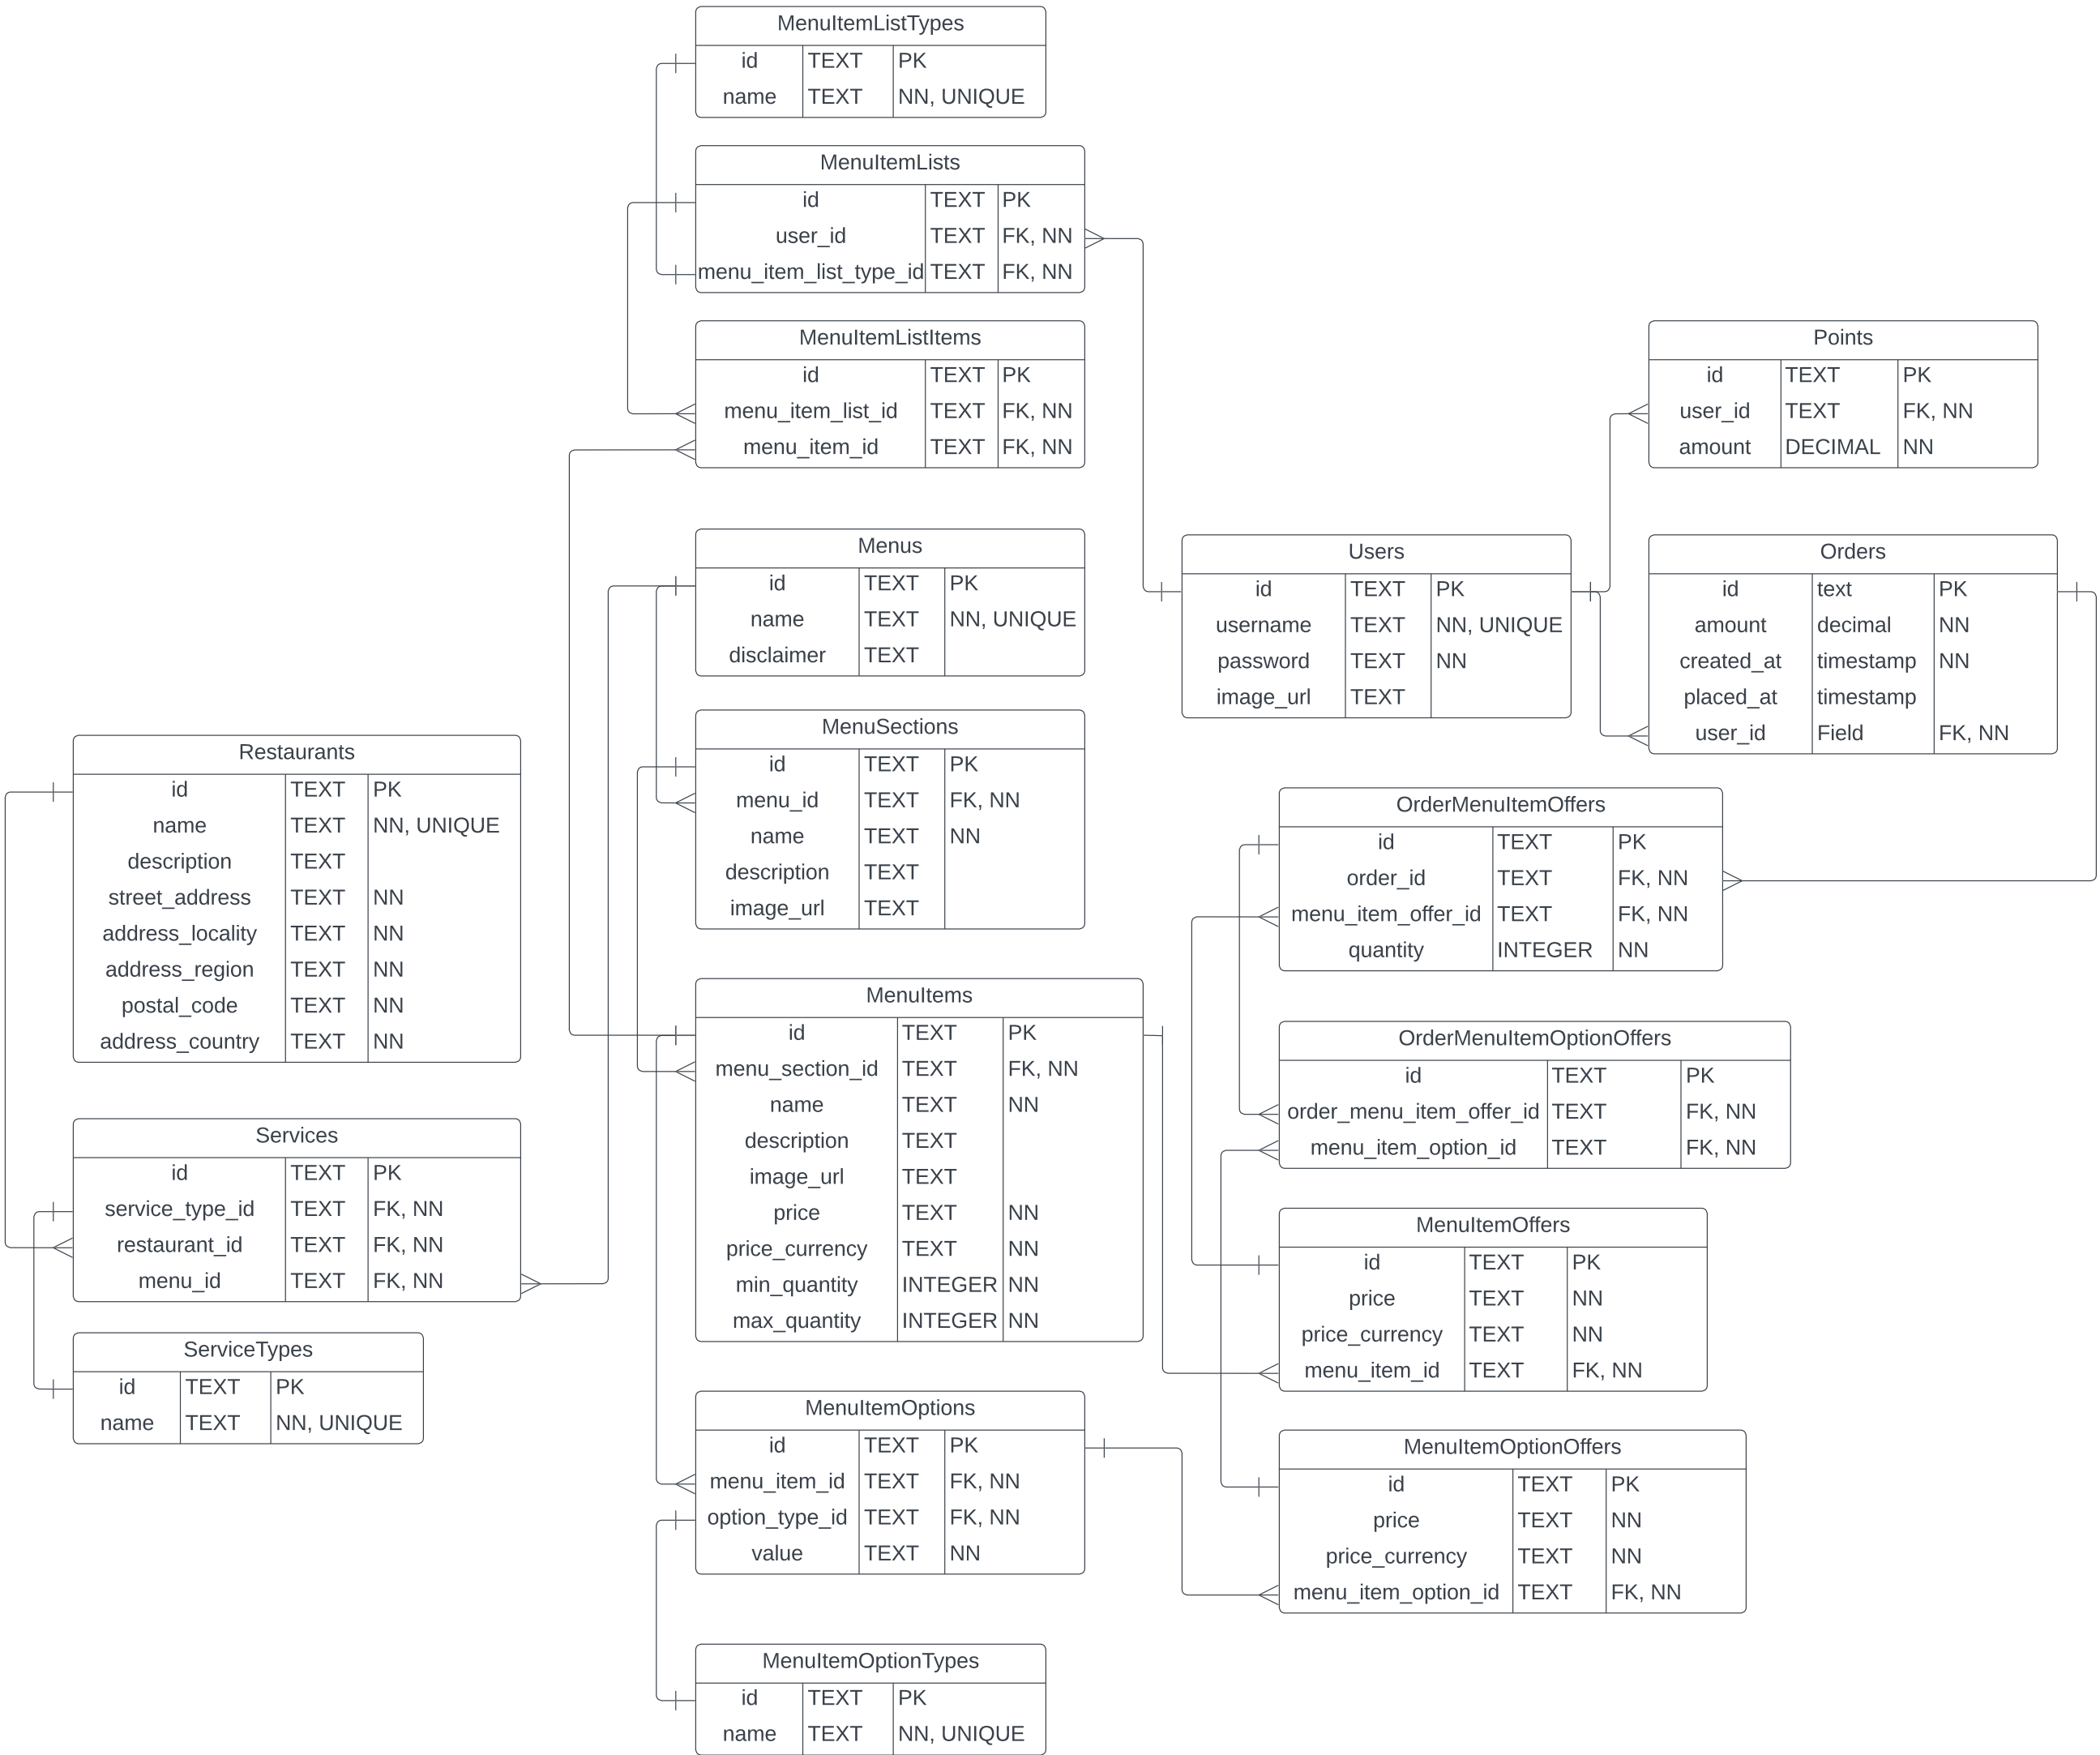 MenuItemListTypes
id TEXT PK
name TEXT NN, UNIQUE
MenuItemLists
id TEXT PK
user_id TEXT FK, NN
menu_item_list_type_id TEXT FK, NN
MenuItemListItems
id TEXT PK
menu_item_list_id TEXT FK, NN
menu_item_id TEXT FK, NN
Menus
id TEXT PK
name TEXT NN, UNIQUE
disclaimer TEXT
MenuSections
id TEXT PK
menu_id TEXT FK, NN
name TEXT NN
description TEXT
image_url TEXT
Restaurants
id TEXT PK
name TEXT NN, UNIQUE
description TEXT
street_address TEXT NN
address_locality TEXT NN
address_region TEXT NN
postal_code TEXT NN
address_country TEXT NN
Services
id TEXT PK
service_type_id TEXT FK, NN
restaurant_id TEXT FK, NN
menu_id TEXT FK, NN
ServiceTypes
id TEXT PK
name TEXT NN, UNIQUE
MenuItems
id TEXT PK
menu_section_id TEXT FK, NN
name TEXT NN
description TEXT
image_url TEXT
price TEXT NN
price_currency TEXT NN
min_quantity INTEGER NN
max_quantity INTEGER NN
MenuItemOptions
id TEXT PK
menu_item_id TEXT FK, NN
option_type_id TEXT FK, NN
value TEXT NN
MenuItemOptionTypes
id TEXT PK
name TEXT NN, UNIQUE
Users
id TEXT PK
username TEXT NN, UNIQUE
password TEXT NN
image_url TEXT
Points
id TEXT PK
user_id TEXT FK, NN
amount DECIMAL NN
Orders
id text PK
amount decimal NN
created_at timestamp NN
placed_at timestamp
user_id Field FK, NN
OrderMenuItemOffers
id TEXT PK
order_id TEXT FK, NN
menu_item_offer_id TEXT FK, NN
quantity INTEGER NN
OrderMenuItemOptionOffers
id TEXT PK
order_menu_item_offer_id TEXT FK, NN
menu_item_option_id TEXT FK, NN
MenuItemOffers
id TEXT PK
price TEXT NN
price_currency TEXT NN
menu_item_id TEXT FK, NN
MenuItemOptionOffers
id TEXT PK
price TEXT NN
price_currency TEXT NN
menu_item_option_id TEXT FK, NN